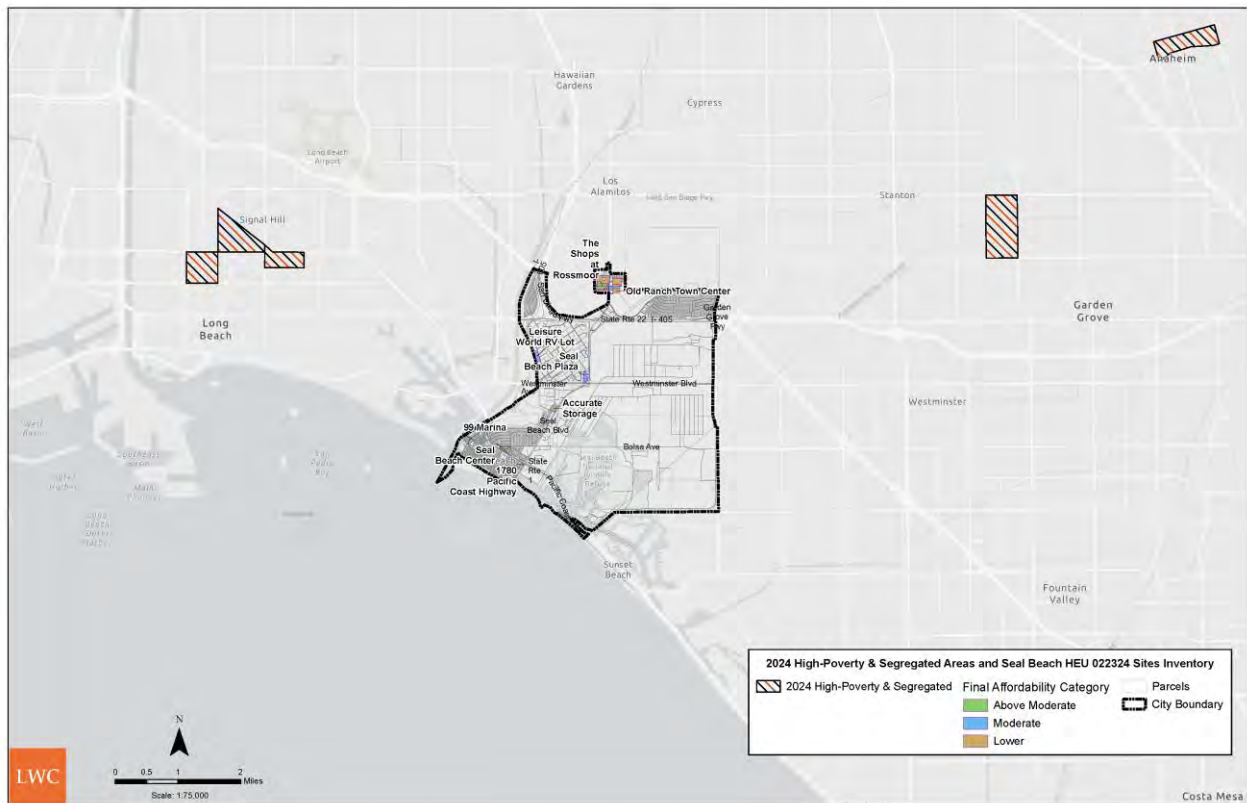 Anaheim
Hawaiian
Gardens
Cypress
Long Beach
Airport
Los
Alamitos
Stanton
Signal Hill
The
Shops
at
Rossmoor
Old Ranch Town Center
State Rte 22 I- 405
Garden
Grove
Fwy
Garden
Grove
Long
Beach
Leisure
World RV Lot
Seal
Beach Plaza
Westminster
Westminster Blvd
Westminster
Accurate
Storage
Seal
Beach Blvd
99 Marina
Bolsa Ave
Seal
Beach Center
1780
Pacific
Coast Highway
State
Rte
1
Sunset
Beach
Fountain
Valley
2024 High-Poverty & Segregated Areas and Seal Beach HEU 022324 Sites Inventory
2024 High-Poverty & Segregated
Final Affordability Category
Above Moderate
Moderate
Lower
Parcels
City Boundary
N
LWC
0 0.5 1 2
Miles
Scale: 1:75,000
Costa Mesa